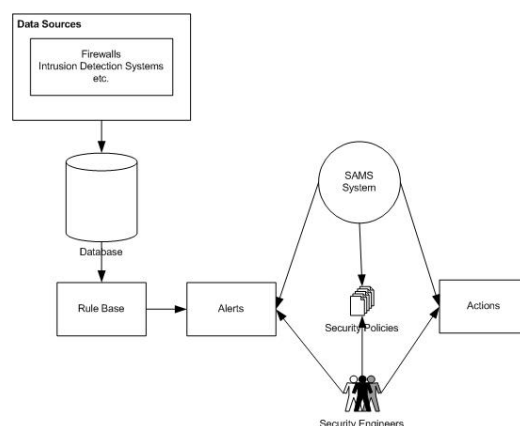 Data Sources
Firewalls
Intrusion Detection Systems
etc.
SAMS
System
Database
Rule Base
Alerts
Security Policies
Actions
Security Engineers